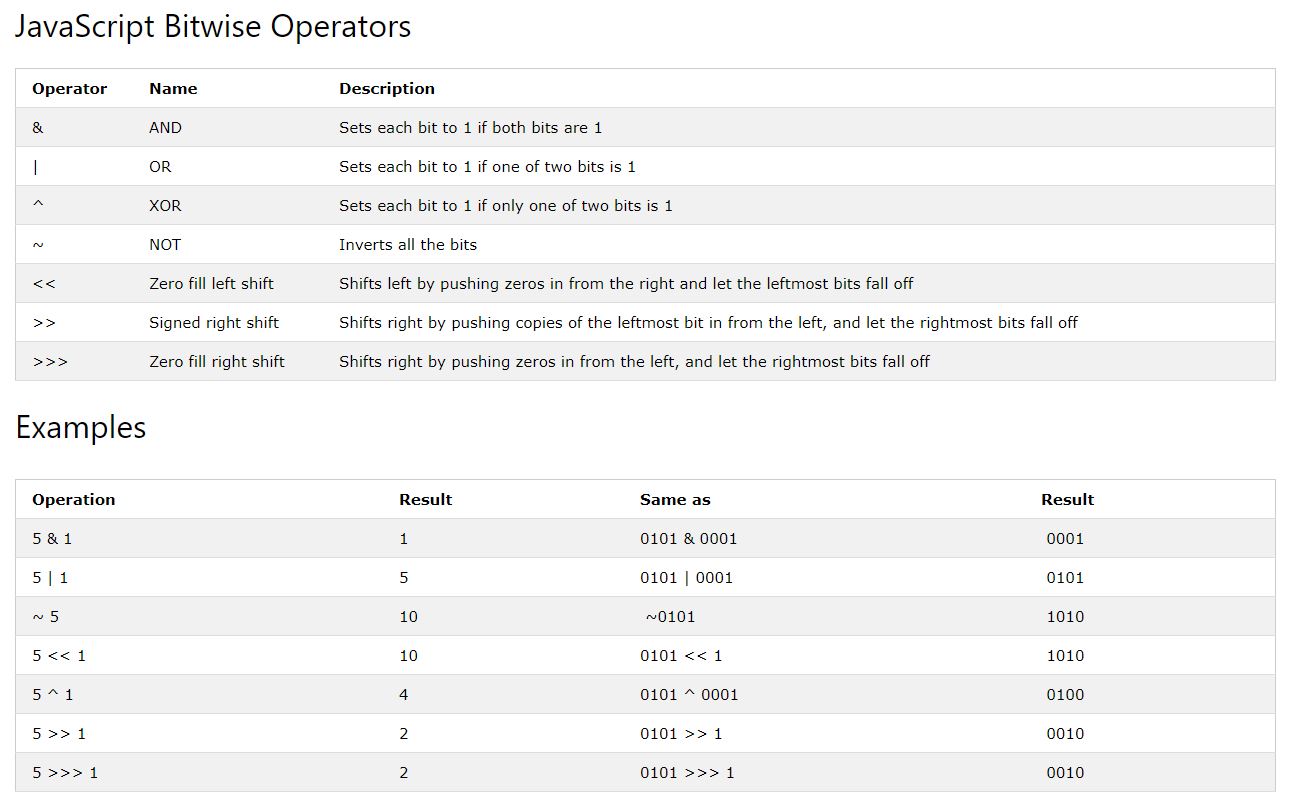 JavaScript Bitwise Operators
Operator Name Description
& AND Sets each bit to 1 if both bits are 1
| OR Sets each bit to 1 if one of two bits is 1
^ XOR Sets each bit to 1 if only one of two bits is 1
~ NOT Inverts all the bits
<< Zero fill left shift Shifts left by pushing zeros in from the right and let the leftmost bits fall off
>> Signed right shift Shifts right by pushing copies of the leftmost bit in from the left, and let the rightmost bits fall off
>>> Zero fill right shift Shifts right by pushing zeros in from the left, and let the rightmost bits fall off
Examples
Operation Result Same as Result
5 & 1 1 0101 & 0001 0001
5 | 1 5 0101 | 0001 0101
~ 5 10 ~0101 1010
5 << 1 10 0101 << 1 1010
5 ^ 1 4 0101 ^ 0001 0100
5 >> 1 2 0101 >> 1 0010
5 >>> 1 2 0101 >>> 1 0010